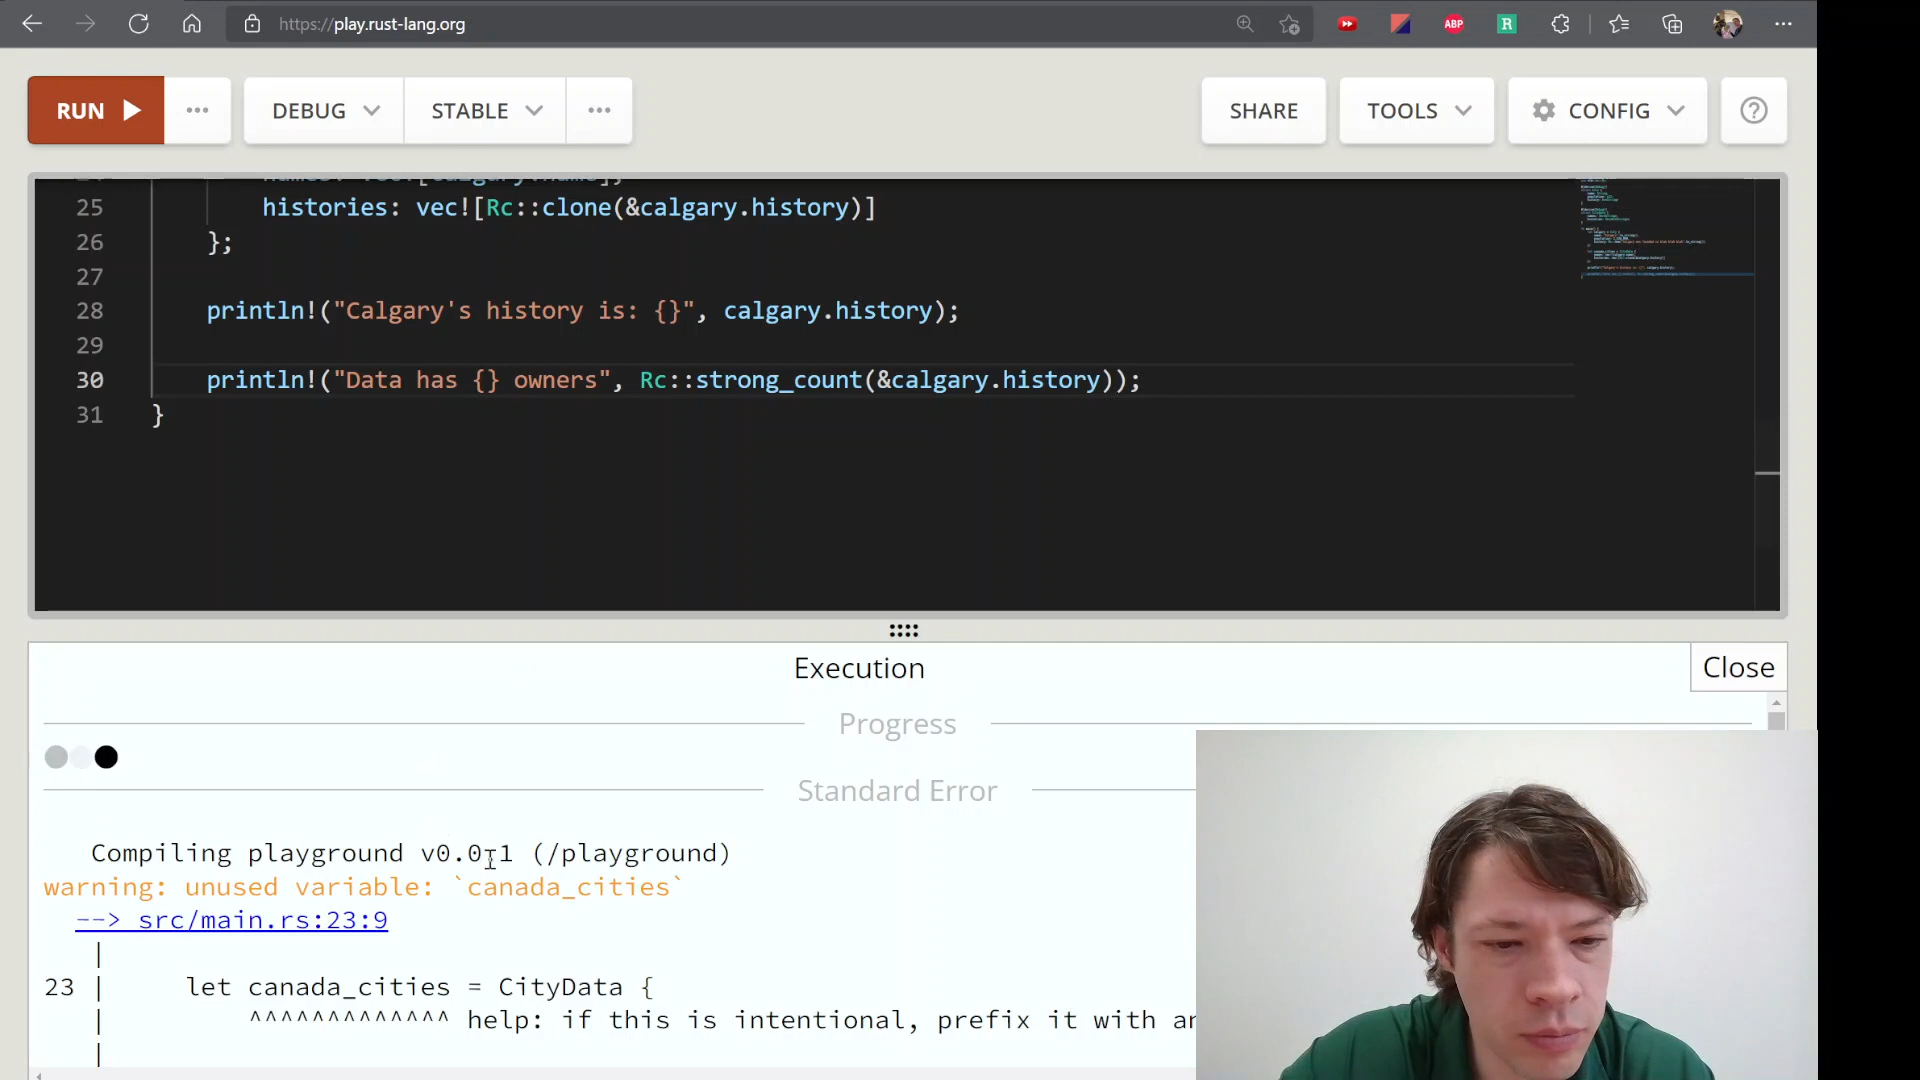 https://play.rust-lang.org
ABP
R
RUN
DEBUG
STABLE
SHARE
TOOLS
CONFIG
25 histories: vec![Rc::clone(&calgary.history)]
26 };
27
28 println!("Calgary's history is: {}", calgary.history);
29
30 println!("Data has {} owners", Rc::strong_count(&calgary.history));
31 }
Execution
Close
Progress
Standard Error
Compiling playground v0.0.1 (/playground)
warning: unused variable: `canada_cities`
--> src/main.rs:23:9
|
23 | let canada_cities = CityData {
| ^^^^^^^^^^^^^ help: if this is intentional, prefix it with
|